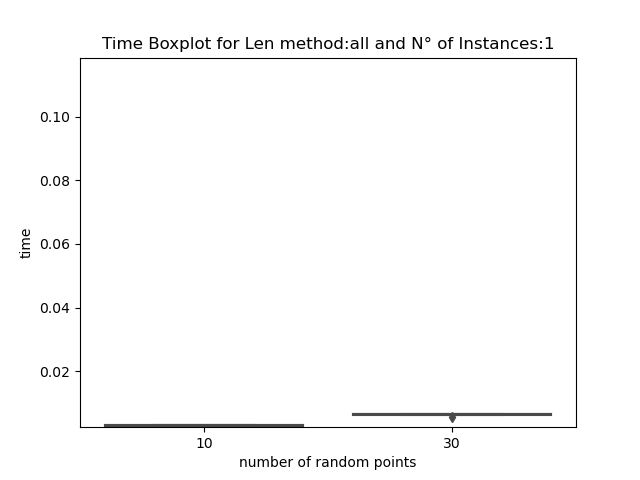 Time Boxplot for Len method:all and N° of Instances:1
0.10
0.08
0.06
0.04
0.02
time
10 30
number of random points